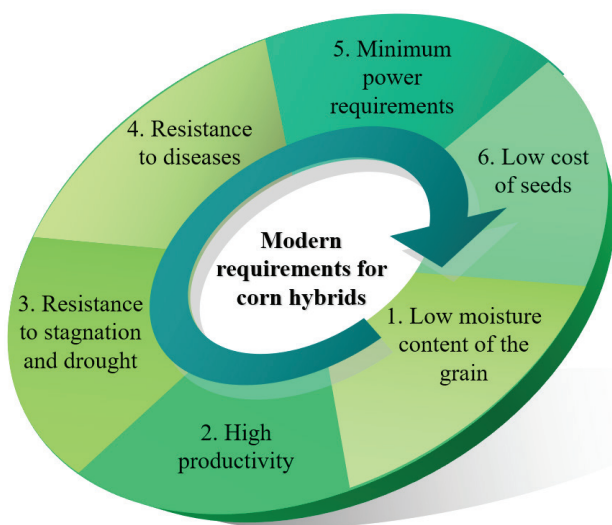 Modern
requirements for
corn hybrids
1. Low moisture
content of the
grain
2. High
productivity
3. Resistance
to stagnation
and drought
4. Resistance
to diseases
5. Minimum
power
requirements
6. Low cost
of seeds